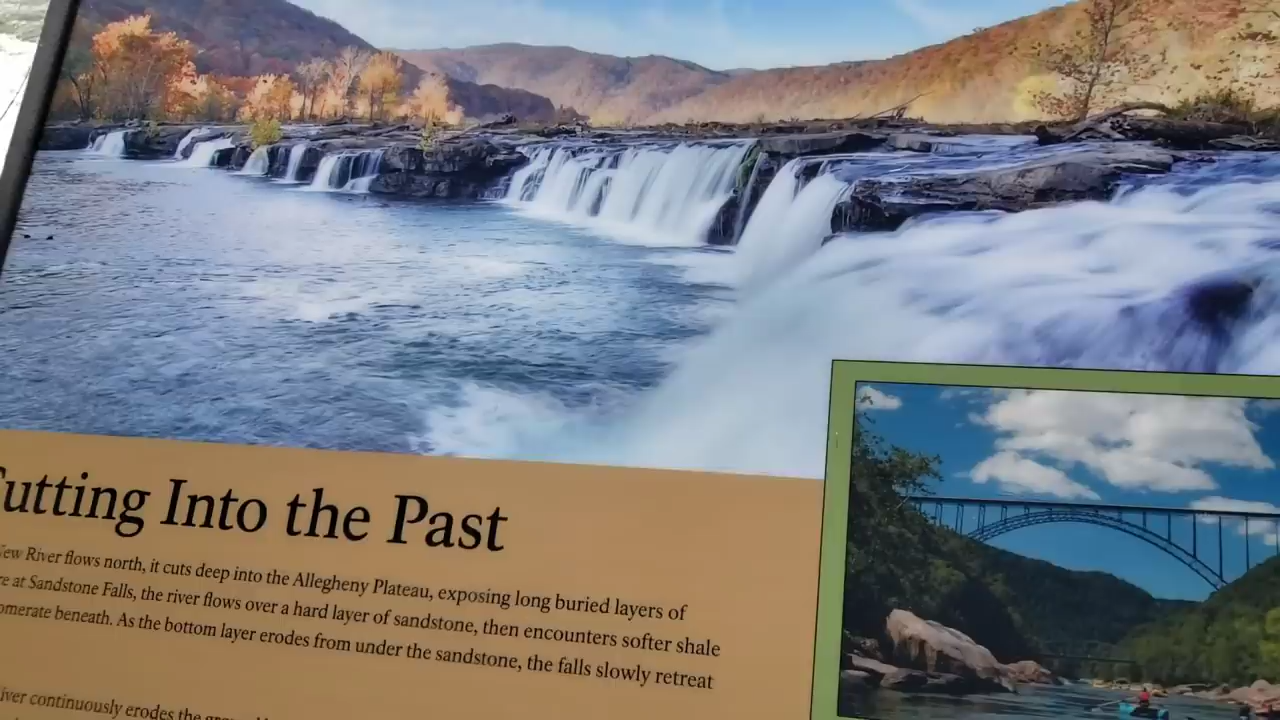 utting Into the Past
New River flows north, it cuts deep into the Allegheny Plateau, exposing long buried layers of
re at Sandstone Falls, the river flows over a hard layer of sandstone, then encounters softer shale
omerate beneath. As the bottom layer erodes from under the sandstone, the falls slowly retreat
iver continuously erodes the